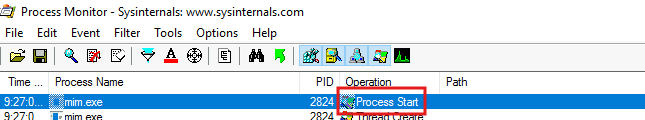 Process Monitor - Sysinternals: www.sysinternals.com
File Edit Event Filter Tools Options Help
Time ... Process Name PID Operation Path
9:27:0... mim.exe 2824 Process Start
9:27:0... mim.exe 2824 Thread Create